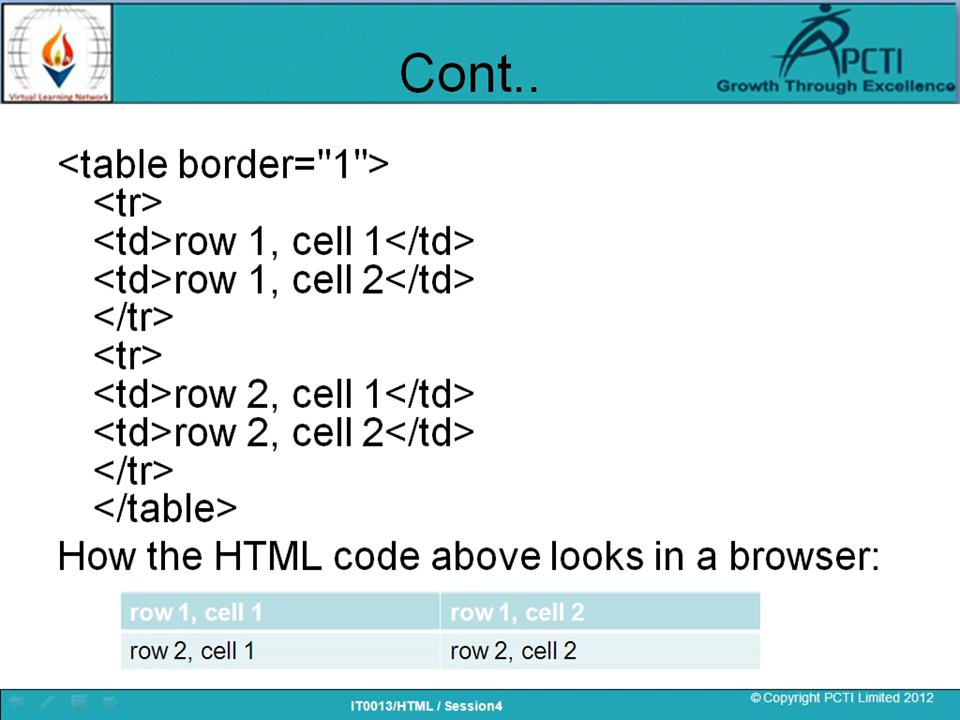 Virtual Learning Network
Cont..
APCTI
Growth Through Excellence
<table border="1">
<tr>
<td>row 1, cell 1</td>
<td>row 1, cell 2</td>
</tr>
<tr>
<td>row 2, cell 1</td>
<td>row 2, cell 2</td>
</tr>
</table>
How the HTML code above looks in a browser:
row 1, cell 1 row 1, cell 2
row 2, cell 1 row 2, cell 2
IT0013/HTML / Session4
© Copyright PCTI Limited 2012